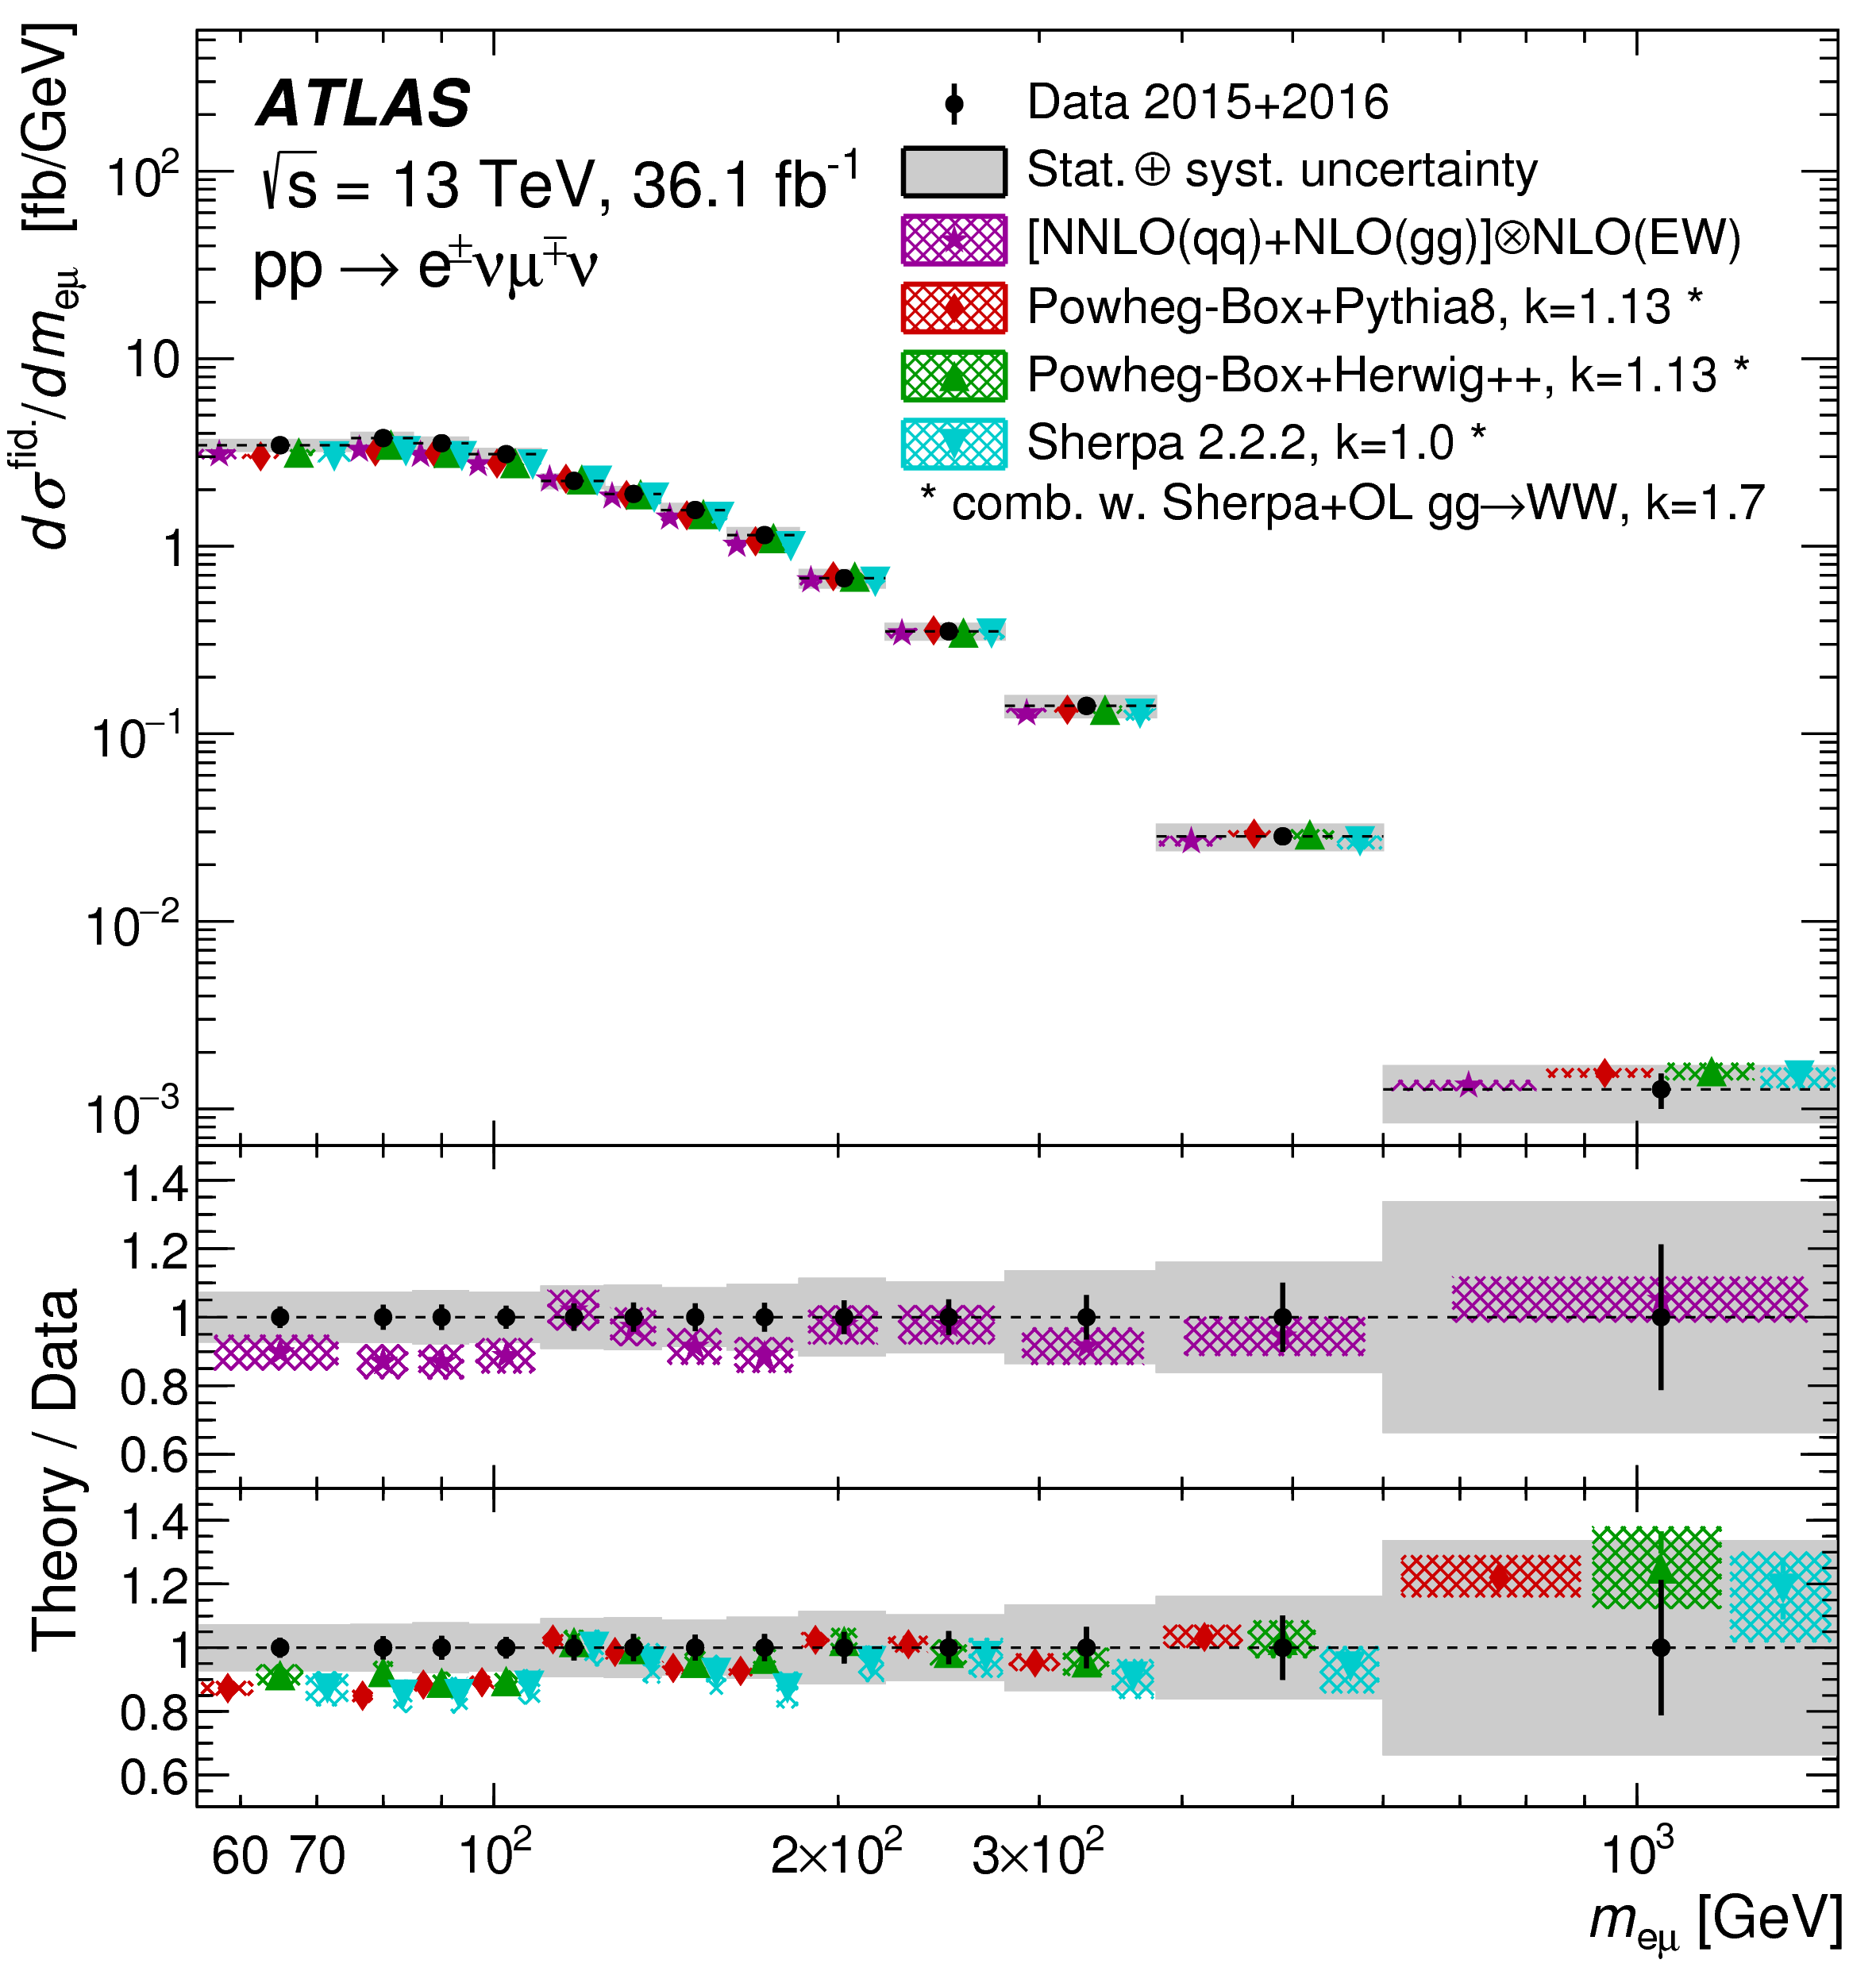 ATLAS
√s = 13 TeV, 36.1 fb⁻¹
pp → e±νμ∓ν
Data 2015+2016
Stat. ⊕ syst. uncertainty
[NNLO(qq)+NLO(gg)]⊗NLO(EW)
Powheg-Box+Pythia8, k=1.13 *
Powheg-Box+Herwig++, k=1.13 *
Sherpa 2.2.2, k=1.0 *
* comb. w. Sherpa+OL gg→WW, k=1.7
dσ^fid./dm_eμ [fb/GeV]
10²
10
1
10⁻¹
10⁻²
10⁻³
Theory / Data
1.4
1.2
1
0.8
0.6
1.4
1.2
1
0.8
0.6
60 70 10² 2×10² 3×10² 10³
m_eμ [GeV]